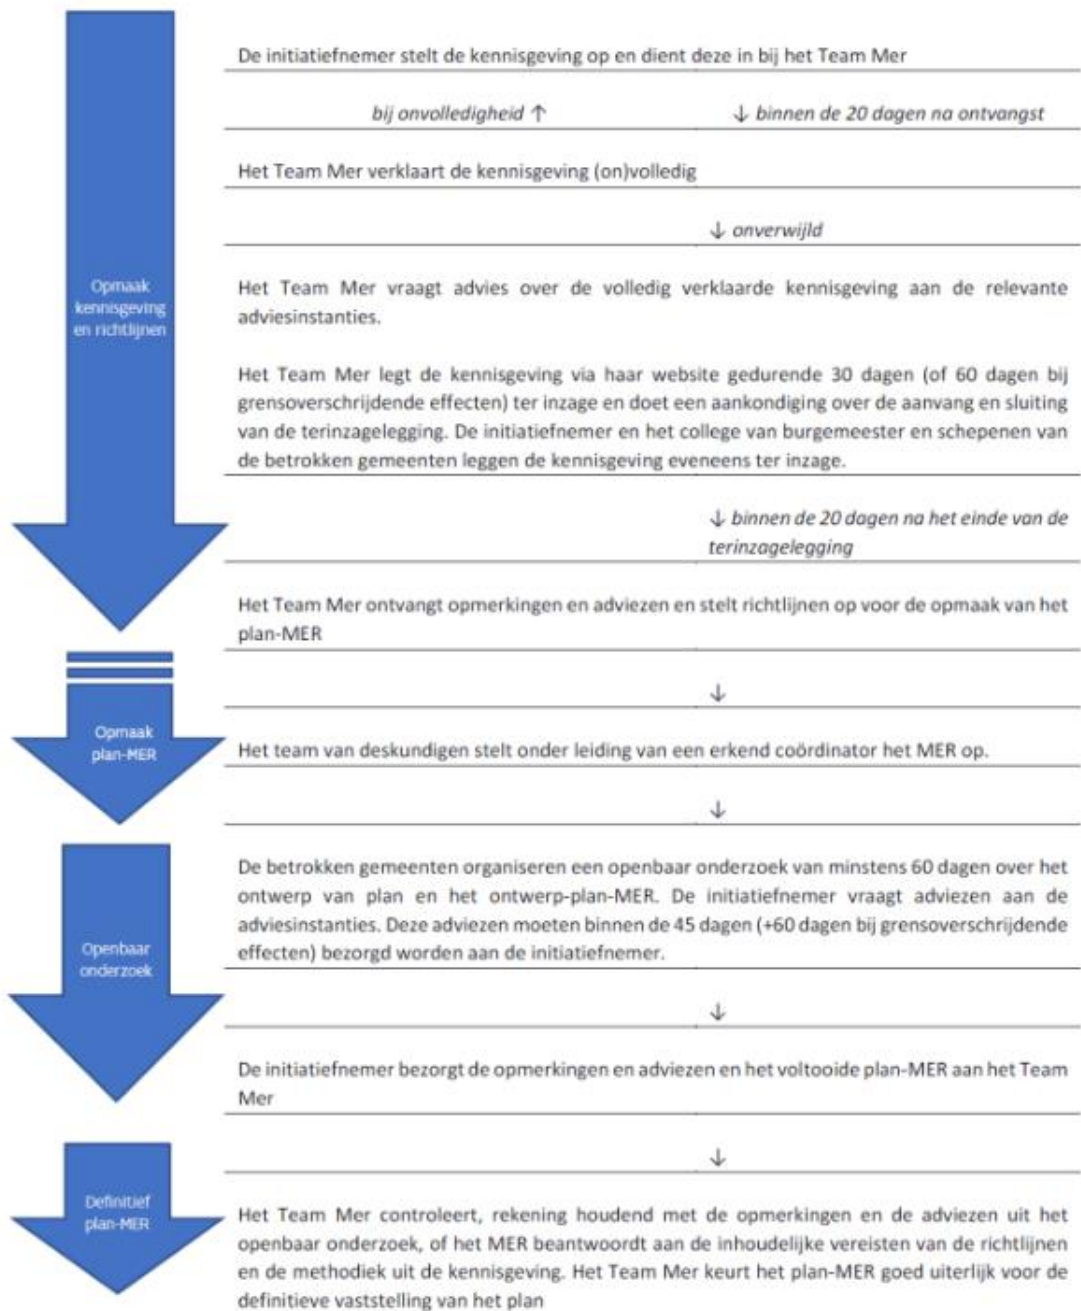 De initiatiefnemer stelt de kennisgeving op en dient deze in bij het Team Mer
bij onvolledigheid ↑
↓ binnen de 20 dagen na ontvangst
Het Team Mer verklaart de kennisgeving (on)volledig
↓ onverwijld
Opmaak
kennisgeving
en richtlijnen
Het Team Mer vraagt advies over de volledig verklaarde kennisgeving aan de relevante
adviesinstanties.
Het Team Mer legt de kennisgeving via haar website gedurende 30 dagen (of 60 dagen bij
grensoverschrijdende effecten) ter inzage en doet een aankondiging over de aanvang en sluiting
van de terinzagelegging. De initiatiefnemer en het college van burgemeester en schepenen van
de betrokken gemeenten leggen de kennisgeving eveneens ter inzage.
↓ binnen de 20 dagen na het einde van de
terinzagelegging
Het Team Mer ontvangt opmerkingen en adviezen en stelt richtlijnen op voor de opmaak van het
plan-MER
↓
Opmaak
plan-MER
Het team van deskundigen stelt onder leiding van een erkend coördinator het MER op.
↓
De betrokken gemeenten organiseren een openbaar onderzoek van minstens 60 dagen over het
ontwerp van plan en het ontwerp-plan-MER. De initiatiefnemer vraagt adviezen aan de
adviesinstanties. Deze adviezen moeten binnen de 45 dagen (+60 dagen bij grensoverschrijdende
effecten) bezorgd worden aan de initiatiefnemer.
Openbaar
onderzoek
↓
De initiatiefnemer bezorgt de opmerkingen en adviezen en het voltooide plan-MER aan het Team
Mer
↓
Definitief
plan-MER
Het Team Mer controleert, rekening houdend met de opmerkingen en de adviezen uit het
openbaar onderzoek, of het MER beantwoordt aan de inhoudelijke vereisten van de richtlijnen
en de methodiek uit de kennisgeving. Het Team Mer keurt het plan-MER goed uiterlijk voor de
definitieve vaststelling van het plan